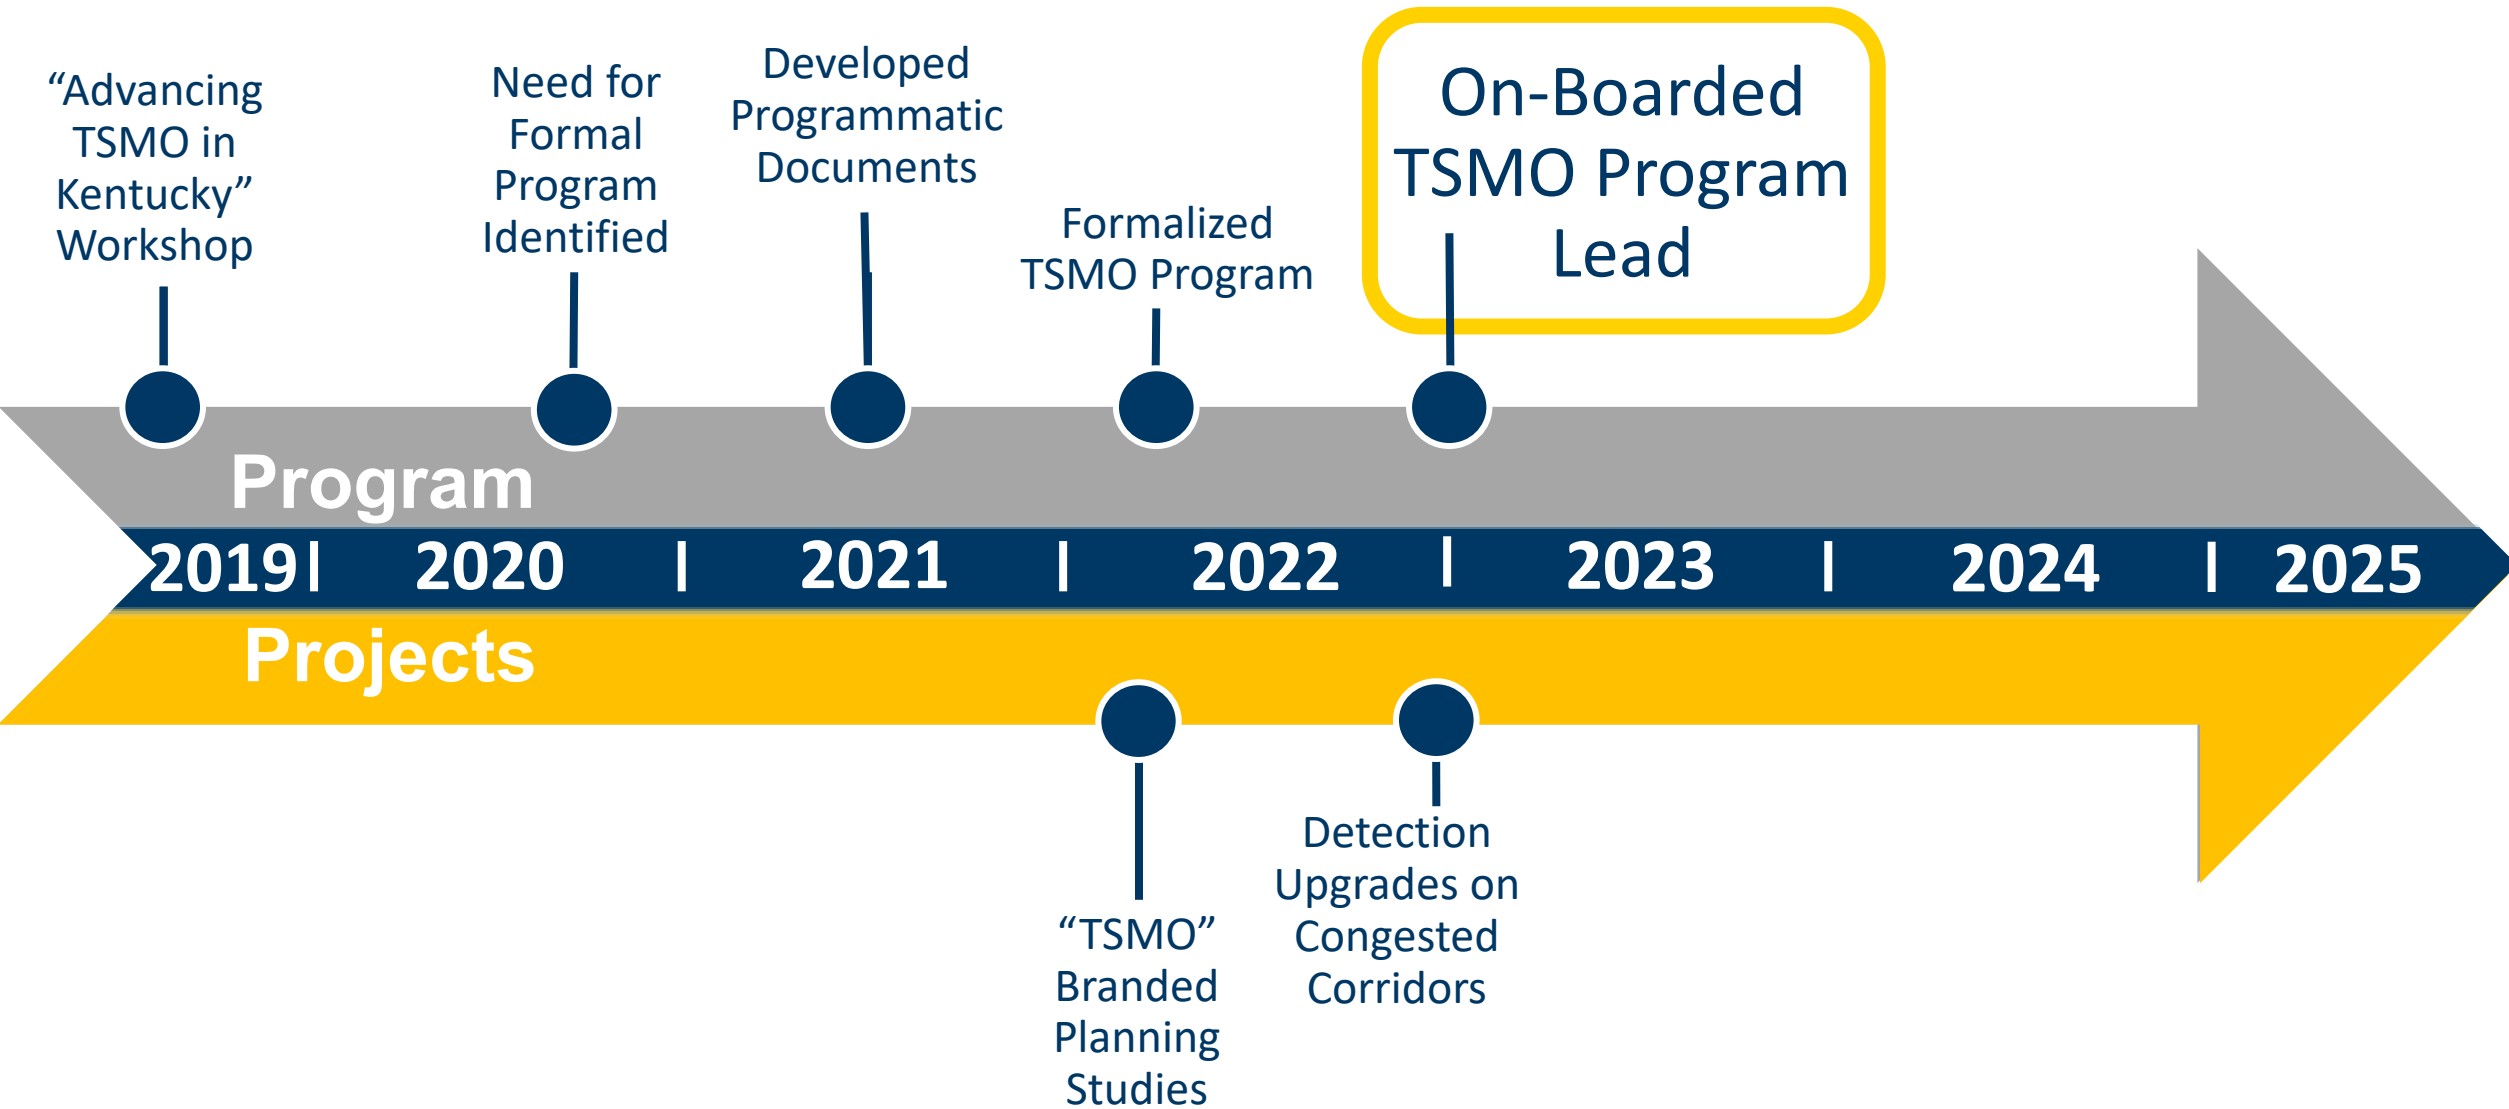 “Advancing
TSMO in
Kentucky”
Workshop
Need for
Formal
Program
Identified
Developed
Programmatic
Documents
Formalized
TSMO Program
On-Boarded
TSMO Program
Lead
Program
2019 | 2020 | 2021 | 2022 | 2023 | 2024 | 2025
Projects
“TSMO”
Branded
Planning
Studies
Detection
Upgrades on
Congested
Corridors